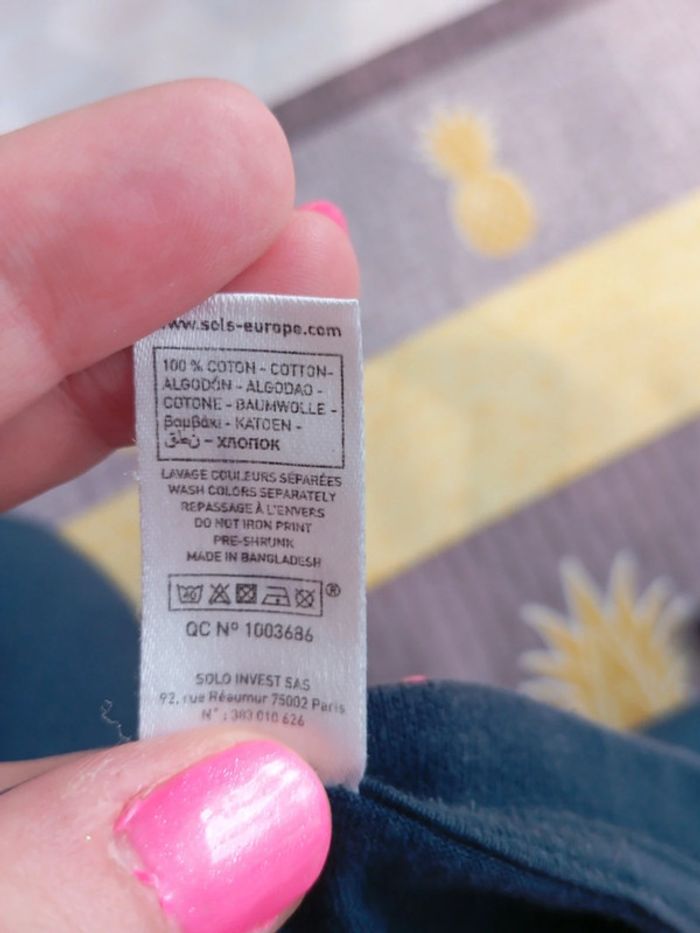 www.sols-europe.com
100 % COTON - COTTON-
ALGODÓN - ALGODAO -
COTONE - BAUMWOLLE -
βαμβάκι - KATOEN -
قطن - хлопок
LAVAGE COULEURS SÉPARÉES
WASH COLORS SEPARATELY
REPASSAGE À L'ENVERS
DO NOT IRON PRINT
PRE-SHRUNK
MADE IN BANGLADESH
®
QC Nº 1003686
SOLO INVEST SAS
92, rue Réaumur 75002 Paris
N° : 383 010 626